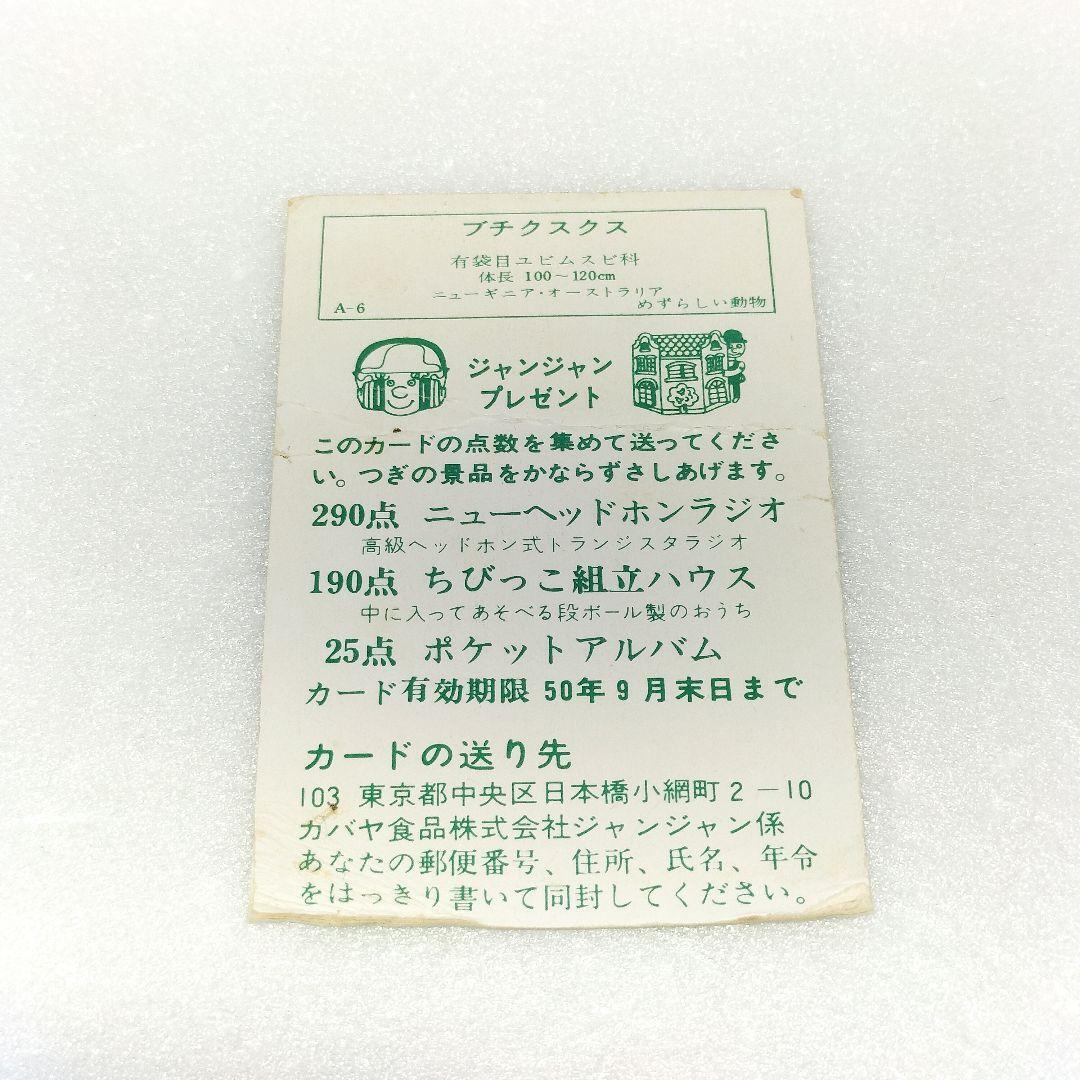 ブチクスクス
有袋目ユビムスビ科
体長 100～120cm
ニューギニア・オーストラリア
A-6 めずらしい動物
ジャンジャン
プレゼント
このカードの点数を集めて送ってくださ
い。つぎの景品をかならずさしあげます。
290点 ニューヘッドホンラジオ
高級ヘッドホン式トランジスタラジオ
190点 ちびっこ組立ハウス
中に入ってあそべる段ボール製のおうち
25点 ポケットアルバム
カード有効期限 50年9月末日まで
カードの送り先
103 東京都中央区日本橋小網町2-10
カバヤ食品株式会社ジャンジャン係
あなたの郵便番号、住所、氏名、年令
をはっきり書いて同封してください。